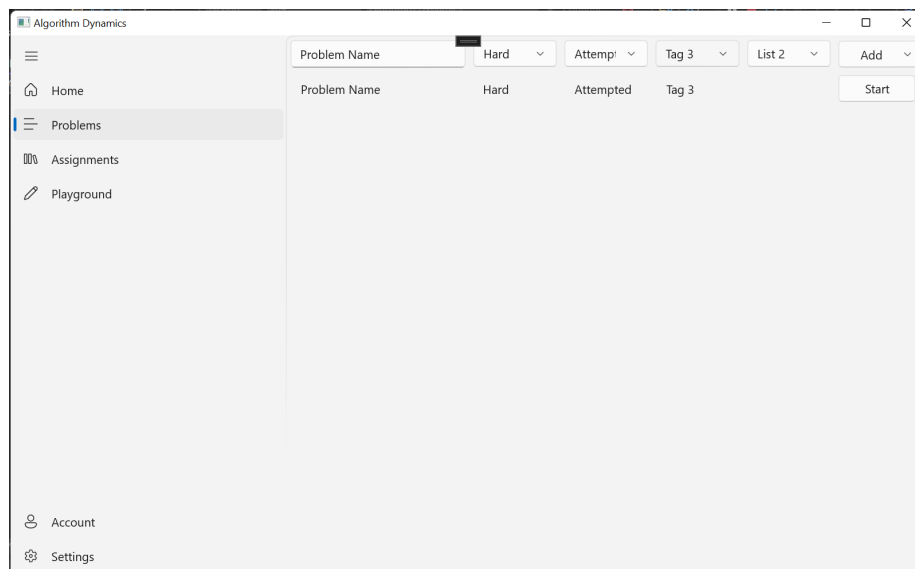 Algorithm Dynamics
Problem Name Hard Attempt Tag 3 List 2 Add
Home
Problem Name Hard Attempted Tag 3 Start
Problems
Assignments
Playground
Account
Settings